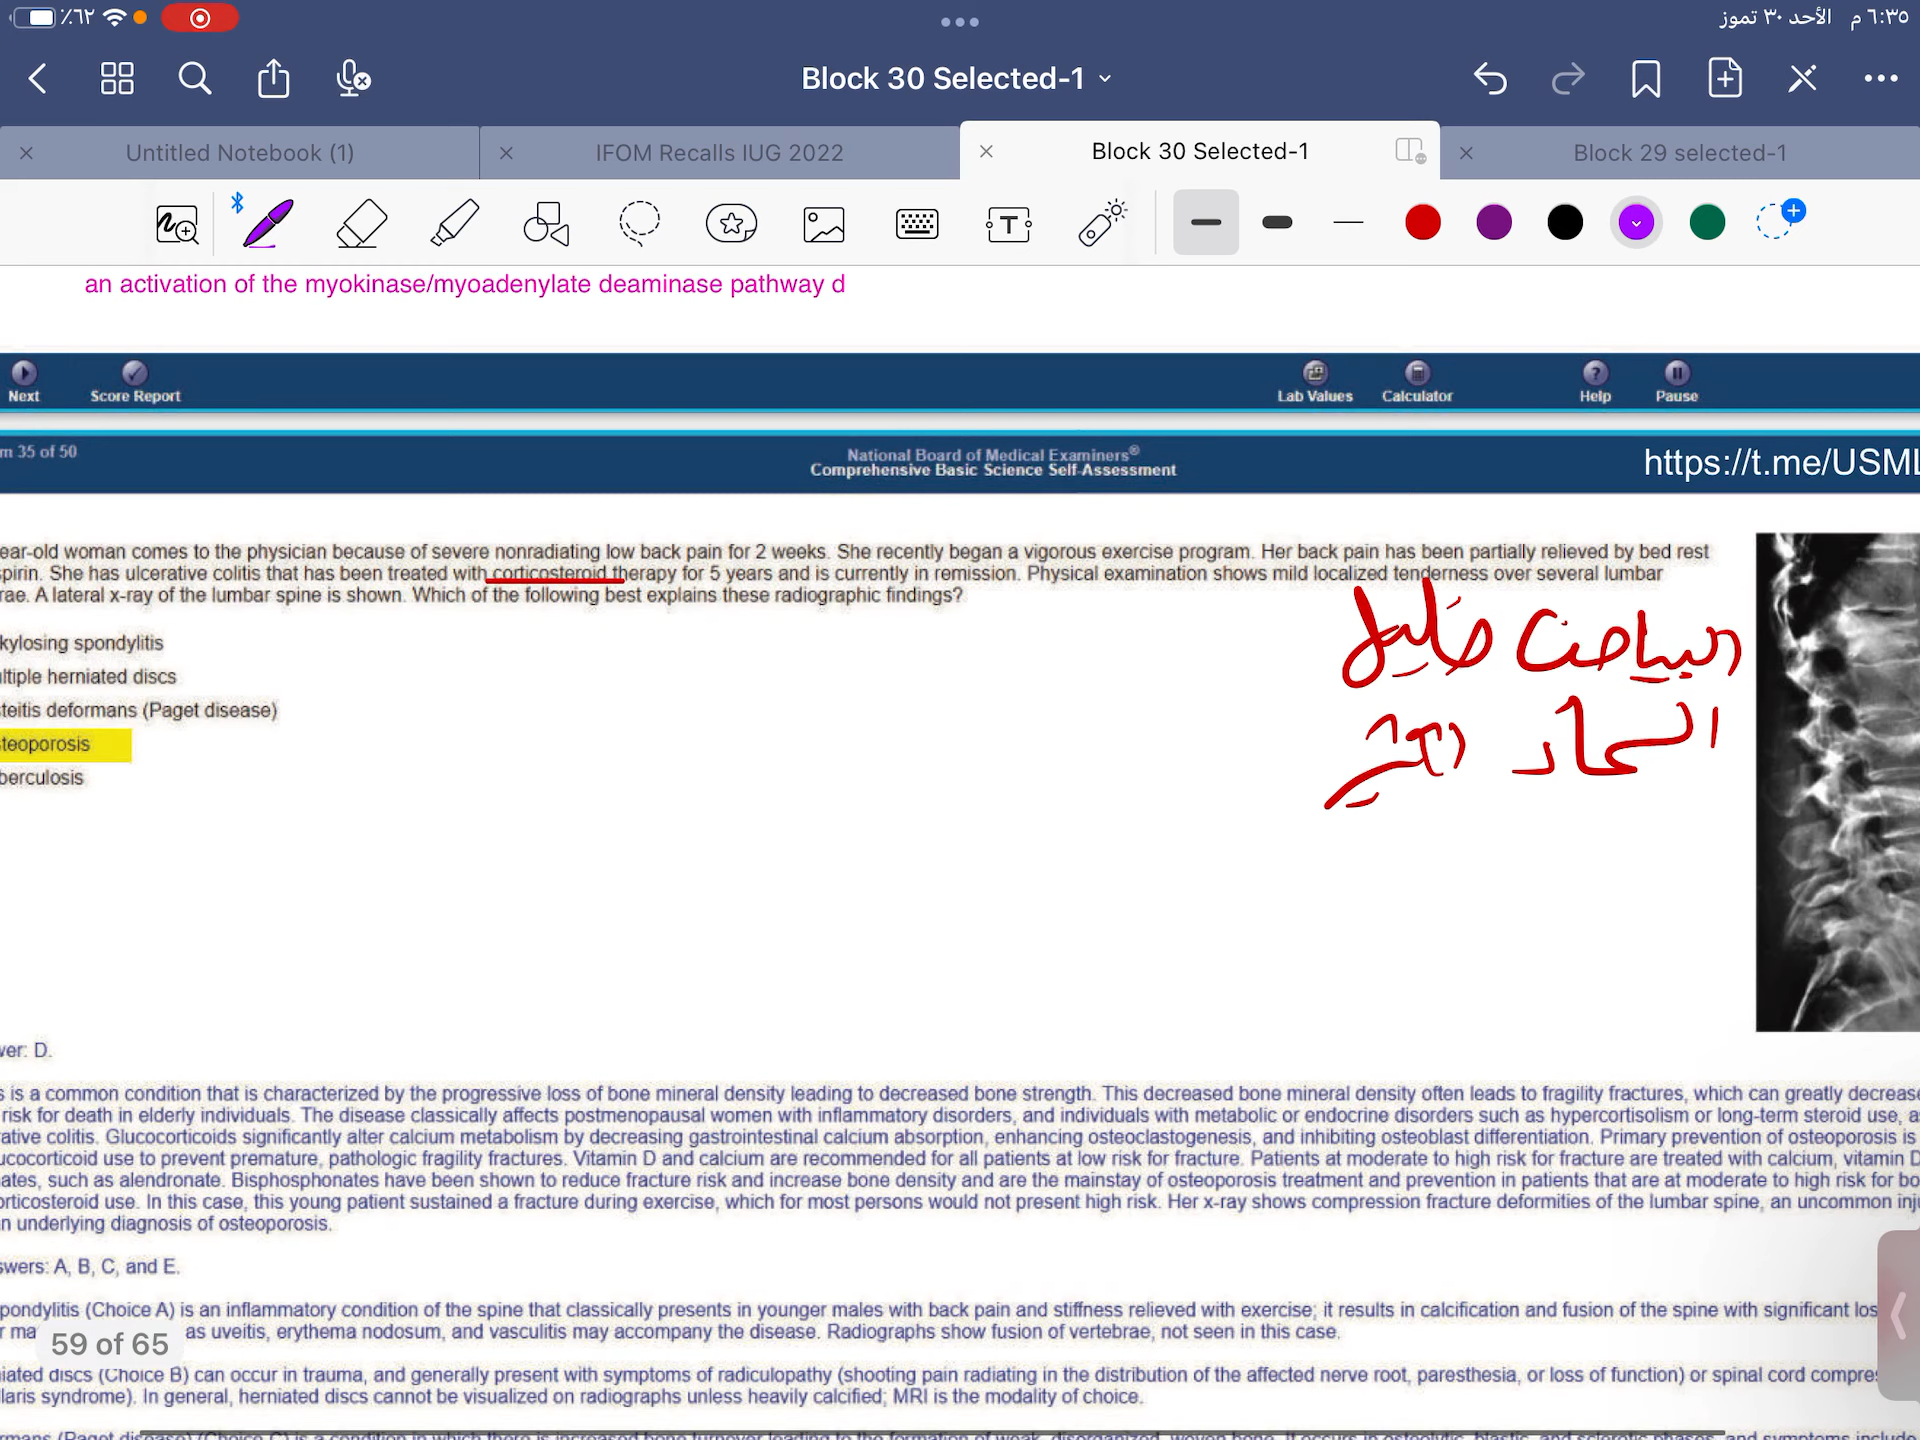 ٪٦٢
٦:٣٥ م الأحد ٣٠ تموز
Block 30 Selected-1
Untitled Notebook (1)
IFOM Recalls IUG 2022
Block 30 Selected-1
Block 29 selected-1
T
an activation of the myokinase/myoadenylate deaminase pathway d
Next
Score Report
Lab Values
Calculator
Help
Pause
m 35 of 50
National Board of Medical Examiners®
Comprehensive Basic Science Self-Assessment
https://t.me/USML
ear-old woman comes to the physician because of severe nonradiating low back pain for 2 weeks. She recently began a vigorous exercise program. Her back pain has been partially relieved by bed rest
spirin. She has ulcerative colitis that has been treated with corticosteroid therapy for 5 years and is currently in remission. Physical examination shows mild localized tenderness over several lumbar
rae. A lateral x-ray of the lumbar spine is shown. Which of the following best explains these radiographic findings?
kylosing spondylitis
ltiple herniated discs
teitis deformans (Paget disease)
teoporosis
berculosis
السماد
wer: D.
s is a common condition that is characterized by the progressive loss of bone mineral density leading to decreased bone strength. This decreased bone mineral density often leads to fragility fractures, which can greatly decrease
risk for death in elderly individuals. The disease classically affects postmenopausal women with inflammatory disorders, and individuals with metabolic or endocrine disorders such as hypercortisolism or long-term steroid use, as
rative colitis. Glucocorticoids significantly alter calcium metabolism by decreasing gastrointestinal calcium absorption, enhancing osteoclastogenesis, and inhibiting osteoblast differentiation. Primary prevention of osteoporosis is
ucocorticoid use to prevent premature, pathologic fragility fractures. Vitamin D and calcium are recommended for all patients at low risk for fracture. Patients at moderate to high risk for fracture are treated with calcium, vitamin D
ates, such as alendronate. Bisphosphonates have been shown to reduce fracture risk and increase bone density and are the mainstay of osteoporosis treatment and prevention in patients that are at moderate to high risk for bo
orticosteroid use. In this case, this young patient sustained a fracture during exercise, which for most persons would not present high risk. Her x-ray shows compression fracture deformities of the lumbar spine, an uncommon inju
n underlying diagnosis of osteoporosis.
swers: A, B, C, and E.
pondylitis (Choice A) is an inflammatory condition of the spine that classically presents in younger males with back pain and stiffness relieved with exercise; it results in calcification and fusion of the spine with significant los
r ma
59 of 65
as uveitis, erythema nodosum, and vasculitis may accompany the disease. Radiographs show fusion of vertebrae, not seen in this case.
niated discs (Choice B) can occur in trauma, and generally present with symptoms of radiculopathy (shooting pain radiating in the distribution of the affected nerve root, paresthesia, or loss of function) or spinal cord compres
llaris syndrome). In general, herniated discs cannot be visualized on radiographs unless heavily calcified; MRI is the modality of choice.